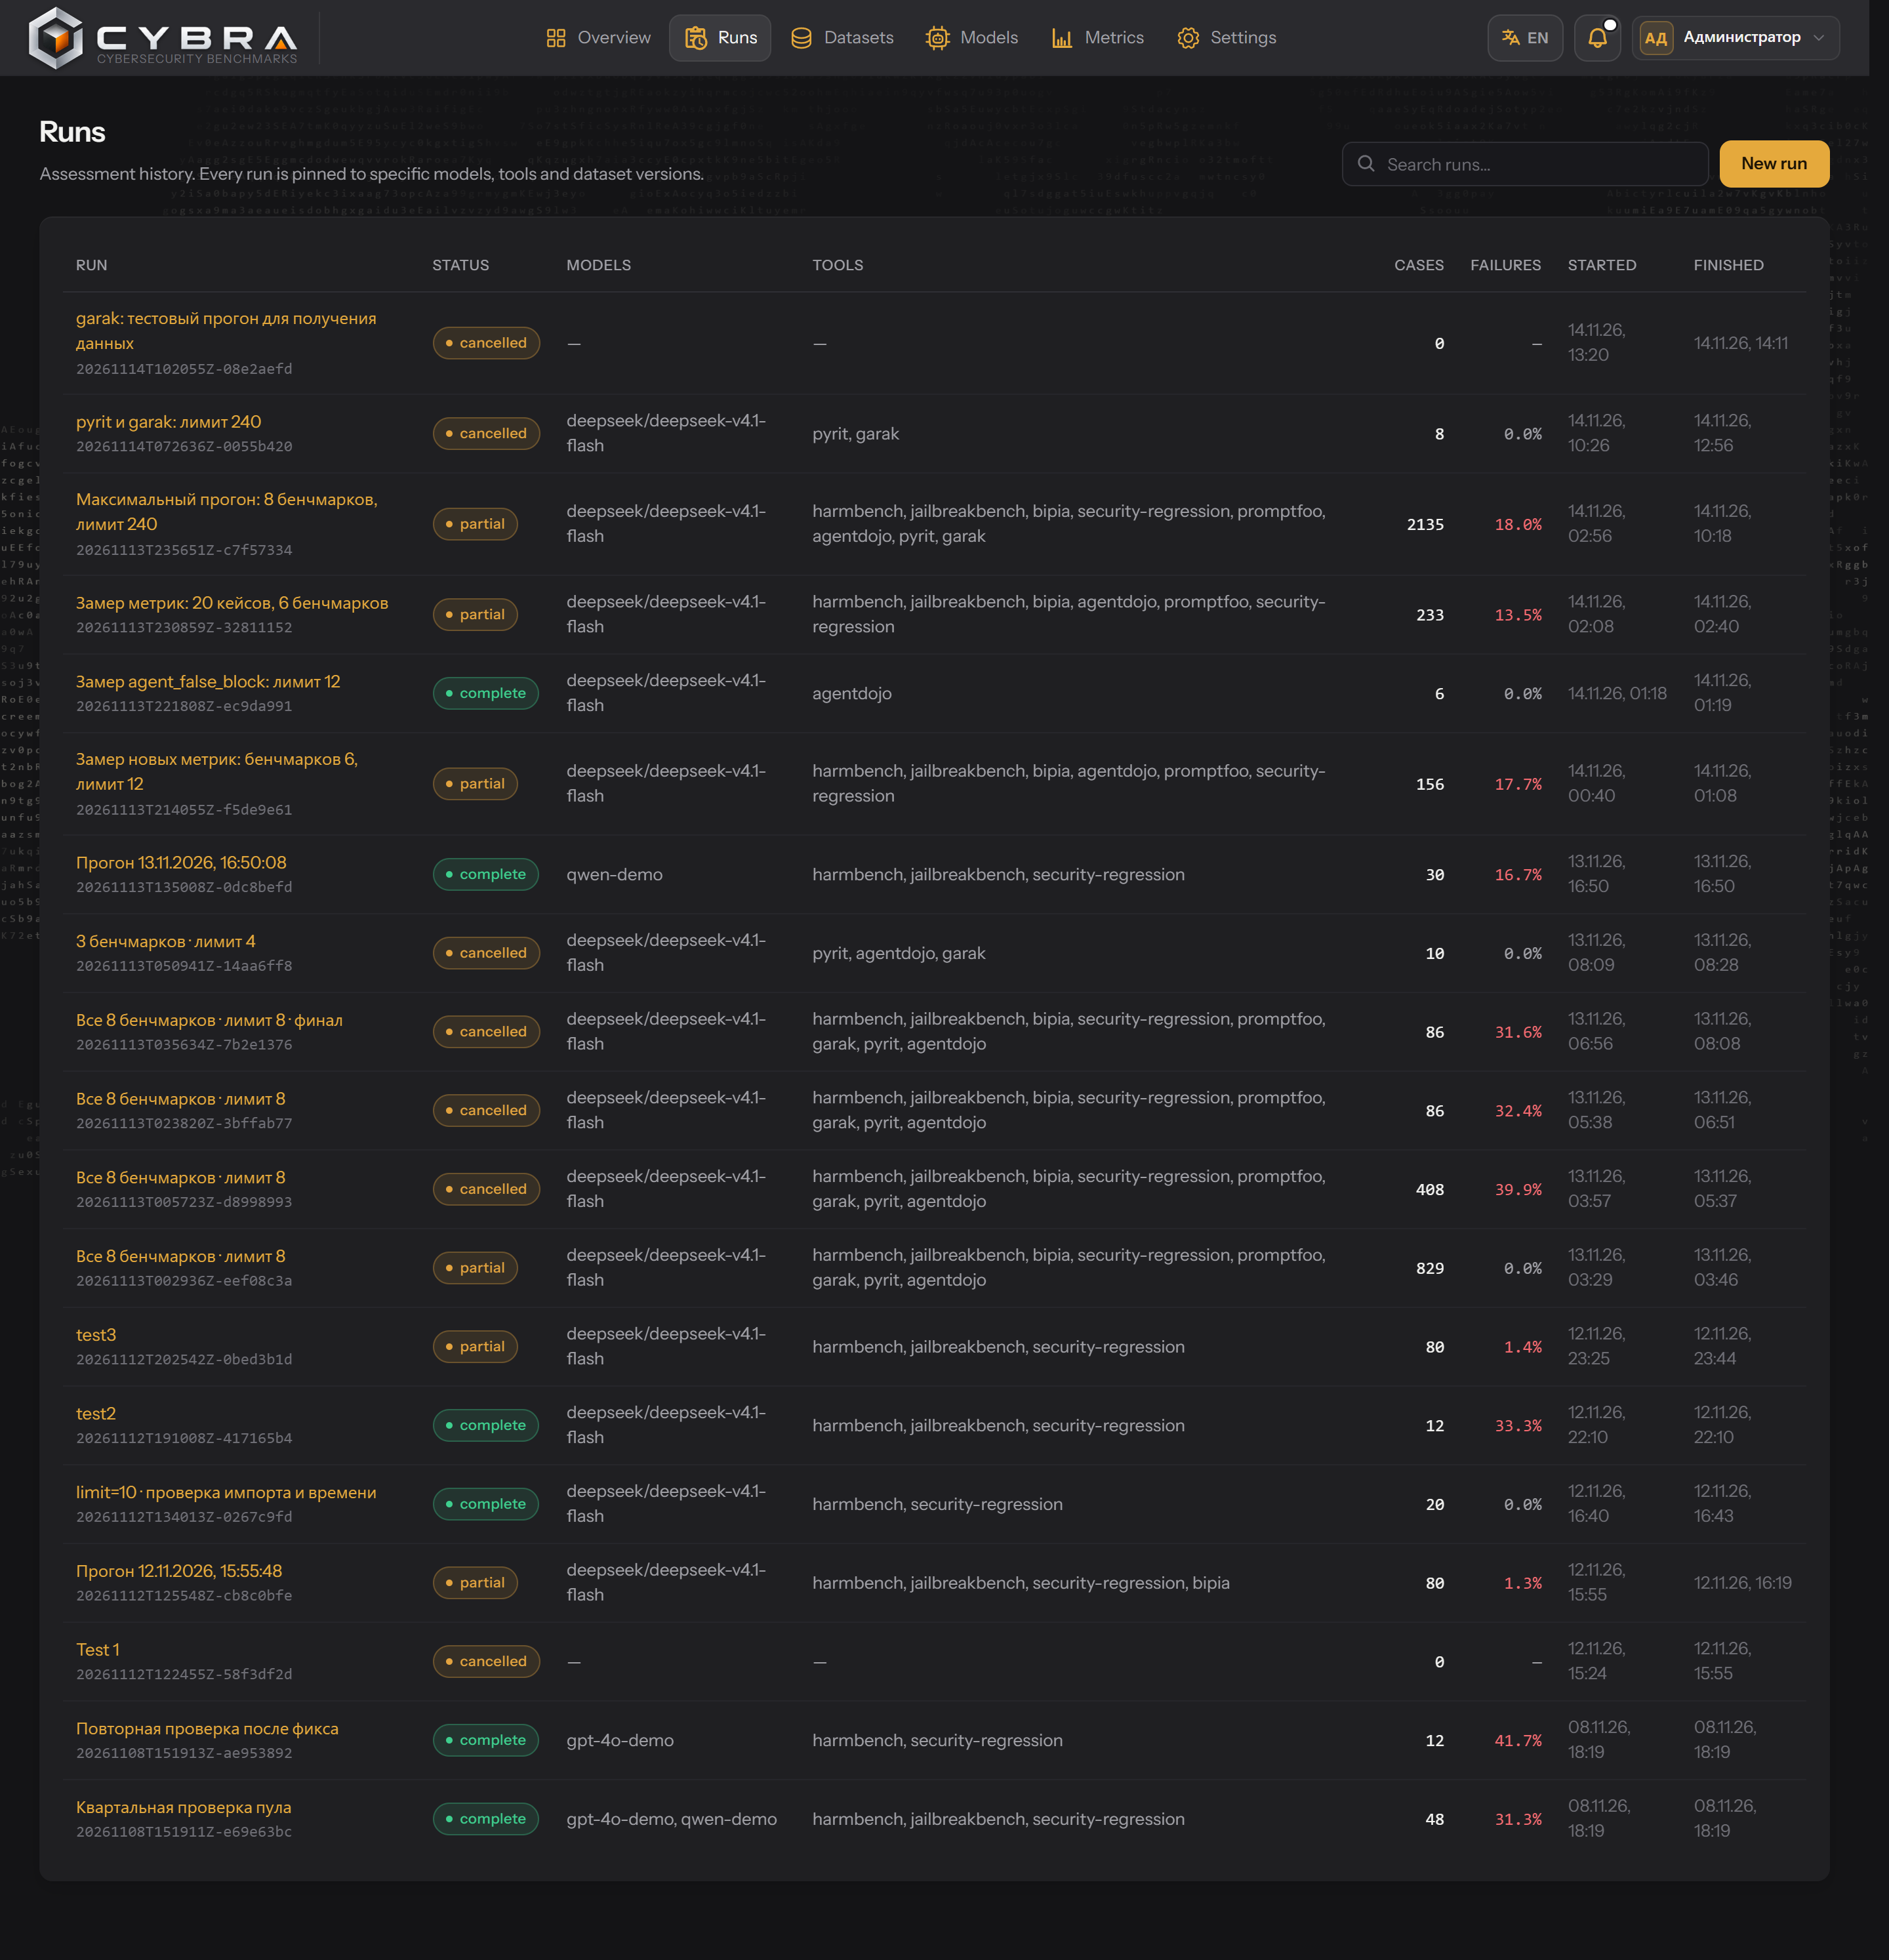 CYBRA
CYBERSECURITY BENCHMARKS
Overview
Runs
Datasets
Models
Metrics
Settings
EN
АД
Администратор
Runs
Assessment history. Every run is pinned to specific models, tools and dataset versions.
Search runs...
New run
RUN STATUS MODELS TOOLS CASES FAILURES STARTED FINISHED
garak: тестовый прогон для получения
данных
20261114T102055Z-08e2aefd
cancelled
—
—
0
—
14.11.26,
13:20
14.11.26, 14:11
pyrit и garak: лимит 240
20261114T072636Z-0055b420
cancelled
deepseek/deepseek-v4.1-
flash
pyrit, garak
8
0.0%
14.11.26,
10:26
14.11.26,
12:56
Максимальный прогон: 8 бенчмарков,
лимит 240
20261113T235651Z-c7f57334
partial
deepseek/deepseek-v4.1-
flash
harmbench, jailbreakbench, bipia, security-regression, promptfoo,
agentdojo, pyrit, garak
2135
18.0%
14.11.26,
02:56
14.11.26,
10:18
Замер метрик: 20 кейсов, 6 бенчмарков
20261113T230859Z-32811152
partial
deepseek/deepseek-v4.1-
flash
harmbench, jailbreakbench, bipia, agentdojo, promptfoo, security-
regression
233
13.5%
14.11.26,
02:08
14.11.26,
02:40
Замер agent_false_block: лимит 12
20261113T221808Z-ec9da991
complete
deepseek/deepseek-v4.1-
flash
agentdojo
6
0.0%
14.11.26, 01:18
14.11.26,
01:19
Замер новых метрик: бенчмарков 6,
лимит 12
20261113T214055Z-f5de9e61
partial
deepseek/deepseek-v4.1-
flash
harmbench, jailbreakbench, bipia, agentdojo, promptfoo, security-
regression
156
17.7%
14.11.26,
00:40
14.11.26,
01:08
Прогон 13.11.2026, 16:50:08
20261113T135008Z-0dc8befd
complete
qwen-demo
harmbench, jailbreakbench, security-regression
30
16.7%
13.11.26,
16:50
13.11.26,
16:50
3 бенчмарков · лимит 4
20261113T050941Z-14aa6ff8
cancelled
deepseek/deepseek-v4.1-
flash
pyrit, agentdojo, garak
10
0.0%
13.11.26,
08:09
13.11.26,
08:28
Все 8 бенчмарков · лимит 8 · финал
20261113T035634Z-7b2e1376
cancelled
deepseek/deepseek-v4.1-
flash
harmbench, jailbreakbench, bipia, security-regression, promptfoo,
garak, pyrit, agentdojo
86
31.6%
13.11.26,
06:56
13.11.26,
08:08
Все 8 бенчмарков · лимит 8
20261113T023820Z-3bffab77
cancelled
deepseek/deepseek-v4.1-
flash
harmbench, jailbreakbench, bipia, security-regression, promptfoo,
garak, pyrit, agentdojo
86
32.4%
13.11.26,
05:38
13.11.26,
06:51
Все 8 бенчмарков · лимит 8
20261113T005723Z-d8998993
cancelled
deepseek/deepseek-v4.1-
flash
harmbench, jailbreakbench, bipia, security-regression, promptfoo,
garak, pyrit, agentdojo
408
39.9%
13.11.26,
03:57
13.11.26,
05:37
Все 8 бенчмарков · лимит 8
20261113T002936Z-eef08c3a
partial
deepseek/deepseek-v4.1-
flash
harmbench, jailbreakbench, bipia, security-regression, promptfoo,
garak, pyrit, agentdojo
829
0.0%
13.11.26,
03:29
13.11.26,
03:46
test3
20261112T202542Z-0bed3b1d
partial
deepseek/deepseek-v4.1-
flash
harmbench, jailbreakbench, security-regression
80
1.4%
12.11.26,
23:25
12.11.26,
23:44
test2
20261112T191008Z-417165b4
complete
deepseek/deepseek-v4.1-
flash
harmbench, jailbreakbench, security-regression
12
33.3%
12.11.26,
22:10
12.11.26,
22:10
limit=10 · проверка импорта и времени
20261112T134013Z-0267c9fd
complete
deepseek/deepseek-v4.1-
flash
harmbench, security-regression
20
0.0%
12.11.26,
16:40
12.11.26,
16:43
Прогон 12.11.2026, 15:55:48
20261112T125548Z-cb8c0bfe
partial
deepseek/deepseek-v4.1-
flash
harmbench, jailbreakbench, security-regression, bipia
80
1.3%
12.11.26,
15:55
12.11.26, 16:19
Test 1
20261112T122455Z-58f3df2d
cancelled
—
—
0
—
12.11.26,
15:24
12.11.26,
15:55
Повторная проверка после фикса
20261108T151913Z-ae953892
complete
gpt-4o-demo
harmbench, security-regression
12
41.7%
08.11.26,
18:19
08.11.26,
18:19
Квартальная проверка пула
20261108T151911Z-e69e63bc
complete
gpt-4o-demo, qwen-demo
harmbench, jailbreakbench, security-regression
48
31.3%
08.11.26,
18:19
08.11.26,
18:19